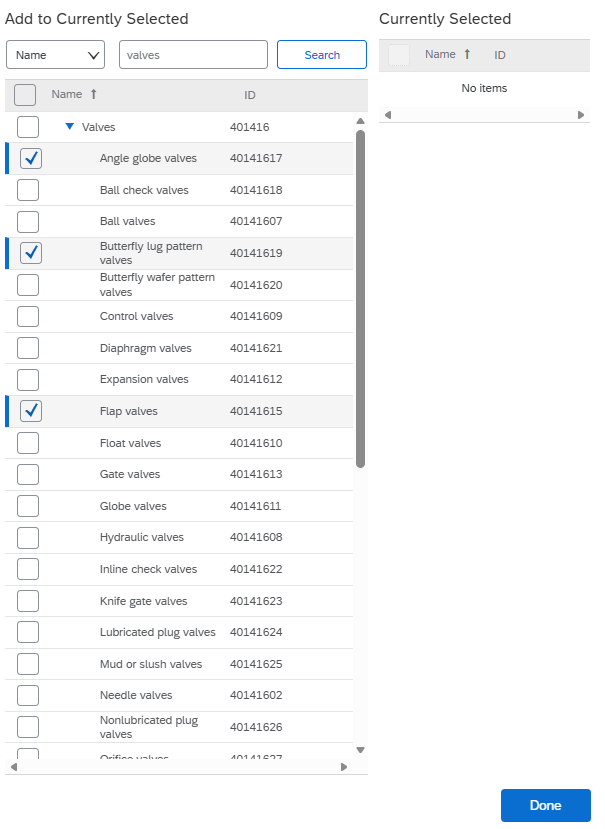 Add to Currently Selected
Currently Selected
Name
valves
Search
Name ↑ ID
Name ↑ ID
No items
Valves 401416
Angle globe valves 40141617
Ball check valves 40141618
Ball valves 40141607
Butterfly lug pattern
valves 40141619
Butterfly wafer pattern
valves 40141620
Control valves 40141609
Diaphragm valves 40141621
Expansion valves 40141612
Flap valves 40141615
Float valves 40141610
Gate valves 40141613
Globe valves 40141611
Hydraulic valves 40141608
Inline check valves 40141622
Knife gate valves 40141623
Lubricated plug valves 40141624
Mud or slush valves 40141625
Needle valves 40141602
Nonlubricated plug
valves 40141626
Orifice valves 40141627
Done